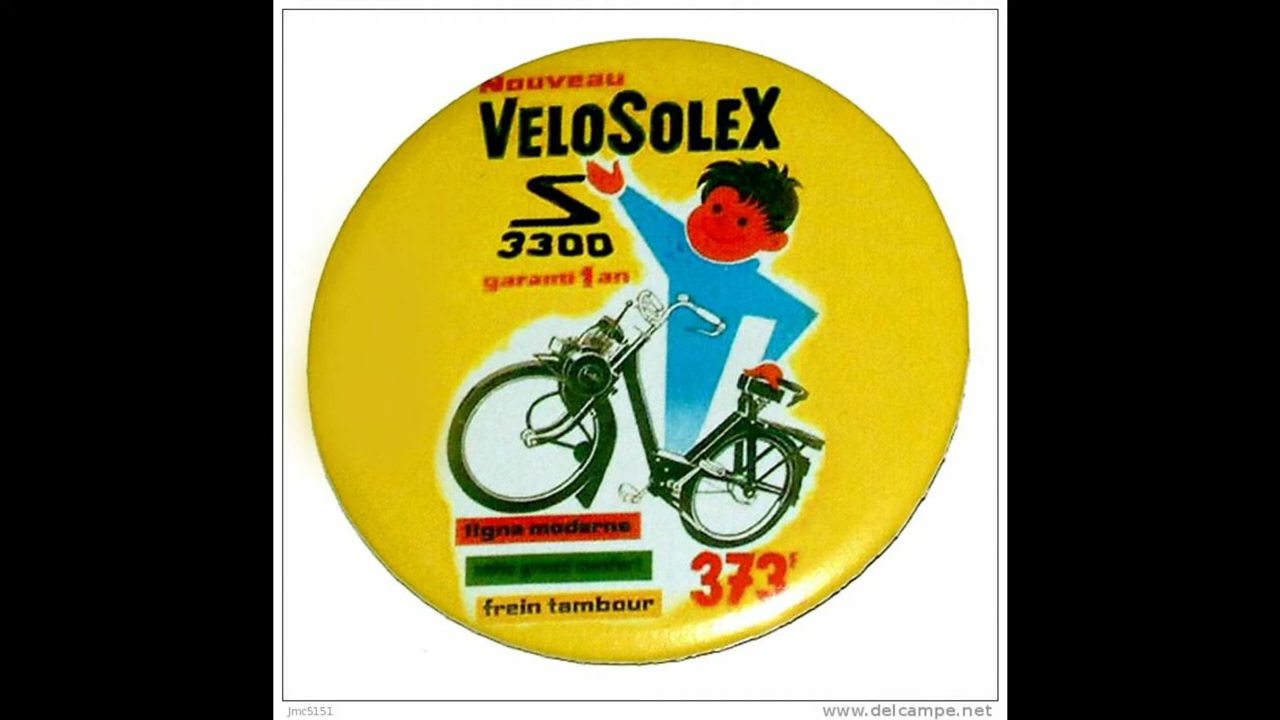 Nouveau
VELOSOLEX
S
3300
garanti 1 an
ligne moderne
frein tambour
373F
Jmc5151
www.delcampe.net